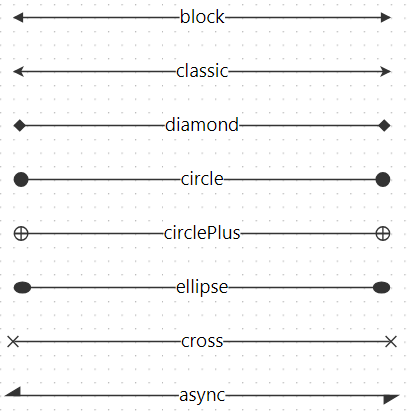 block
classic
diamond
circle
circlePlus
ellipse
cross
async